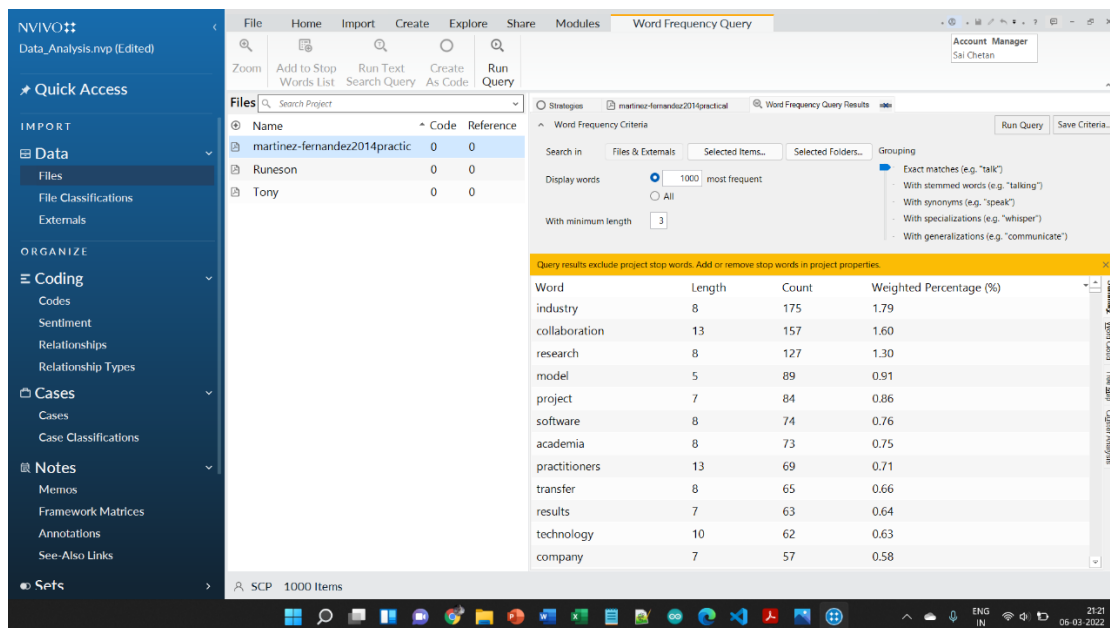 NVIVO
Data_Analysis.nvp (Edited)
Quick Access
IMPORT
Data
Files
File Classifications
Externals
ORGANIZE
Coding
Codes
Sentiment
Relationships
Relationship Types
Cases
Cases
Case Classifications
Notes
Memos
Framework Matrices
Annotations
See-Also Links
Sets
File Home Import Create Explore Share Modules Word Frequency Query
Zoom
Add to Stop Words List
Run Text Search Query
Create As Code
Run Query
Account Manager
Sai Chetan
Files Search Project
Name Code Reference
martinez-fernandez2014practic 0 0
Runeson 0 0
Tony 0 0
Strategies martinez-fernandez2014practical Word Frequency Query Results
Word Frequency Criteria Run Query Save Criteria...
Search in Files & Externals Selected Items... Selected Folders... Grouping
Display words 1000 most frequent
All
With minimum length 3
Exact matches (e.g. "talk")
With stemmed words (e.g. "talking")
With synonyms (e.g. "speak")
With specializations (e.g. "whisper")
With generalizations (e.g. "communicate")
Query results exclude project stop words. Add or remove stop words in project properties.
Word Length Count Weighted Percentage (%)
industry 8 175 1.79
collaboration 13 157 1.60
research 8 127 1.30
model 5 89 0.91
project 7 84 0.86
software 8 74 0.76
academia 8 73 0.75
practitioners 13 69 0.71
transfer 8 65 0.66
results 7 63 0.64
technology 10 62 0.63
company 7 57 0.58
SCP 1000 Items
ENG
IN
21:21
06-03-2022